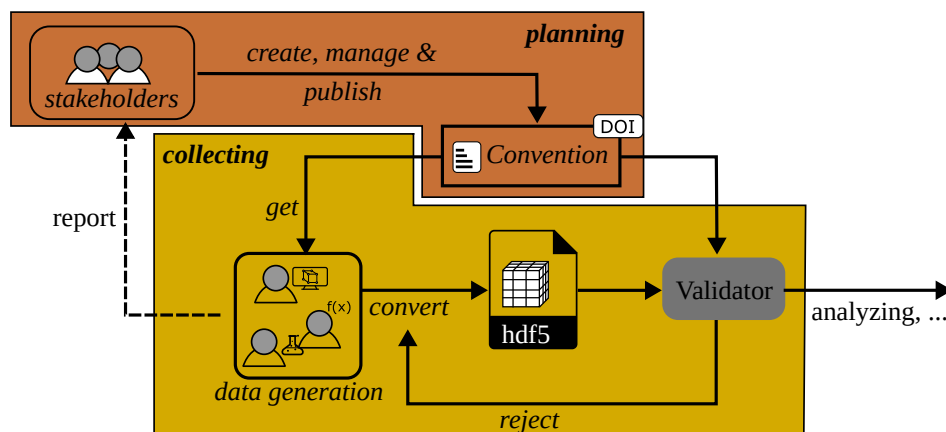 planning
create, manage &
publish
stakeholders
DOI
Convention
collecting
get
report
f(x)
convert
hdf5
Validator
analyzing, ...
data generation
reject